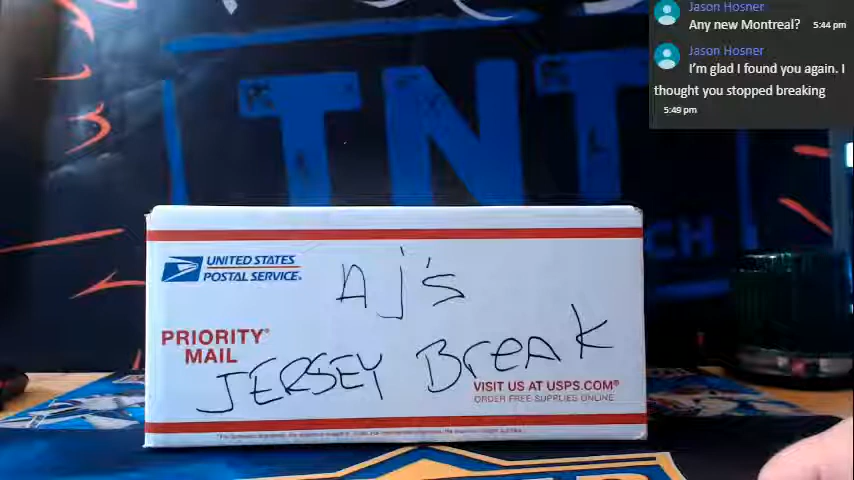 Jason Hosner
Any new Montreal? 5:44 pm
Jason Hosner
I'm glad I found you again. I
thought you stopped breaking
5:49 pm
TNT
CH
UNITED STATES
POSTAL SERVICE®
AJ's
PRIORITY®
MAIL
JERSEY Break
VISIT US AT USPS.COM®
ORDER FREE SUPPLIES ONLINE